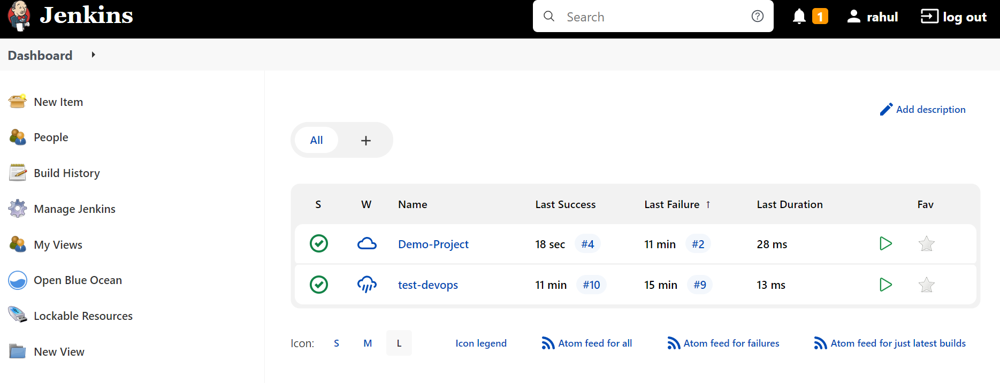 Jenkins
Search
1
rahul
log out
Dashboard
New Item
People
Build History
Manage Jenkins
My Views
Open Blue Ocean
Lockable Resources
New View
Add description
All +
S W Name Last Success Last Failure ↑ Last Duration Fav
Demo-Project 18 sec #4 11 min #2 28 ms
test-devops 11 min #10 15 min #9 13 ms
Icon: S M L Icon legend Atom feed for all Atom feed for failures Atom feed for just latest builds